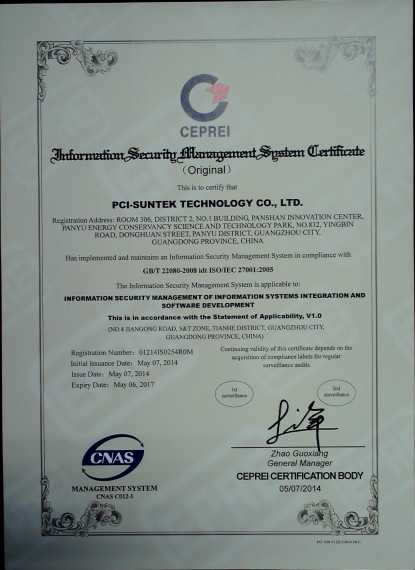 CEPREI
Information Security Management System Certificate
(Original)
This is to certify that
PCI-SUNTEK TECHNOLOGY CO., LTD.
Registration Address: ROOM 306, DISTRICT 2, NO.1 BUILDING, PANSHAN INNOVATION CENTER,
PANYU ENERGY CONSERVANCY SCIENCE AND TECHNOLOGY PARK, NO.832, YINGBIN
ROAD, DONGHUAN STREET, PANYU DISTRICT, GUANGZHOU CITY,
GUANGDONG PROVINCE, CHINA
Has implemented and maintains an Information Security Management System in compliance with
GB/T 22080-2008 idt ISO/IEC 27001:2005
The Information Security Management System is applicable to:
INFORMATION SECURITY MANAGEMENT OF INFORMATION SYSTEMS INTEGRATION AND
SOFTWARE DEVELOPMENT
This is in accordance with the Statement of Applicability, V1.0
(NO 4 JIANGONG ROAD, S&T ZONE, TIANHE DISTRICT, GUANGZHOU CITY,
GUANGDONG PROVINCE, CHINA)
Registration Number: 01214IS0254R0M
Initial Issuance Date: May 07, 2014
Issue Date: May 07, 2014
Expiry Date: May 06, 2017
Continuing validity of this certificate depends on the
acquisition of compliance labels for regular
surveillance audits
1st
surveillance
2nd
surveillance
CNAS
MANAGEMENT SYSTEM
CNAS C012-I
Zhao Guoxiang
General Manager
CEPREI CERTIFICATION BODY
05/07/2014